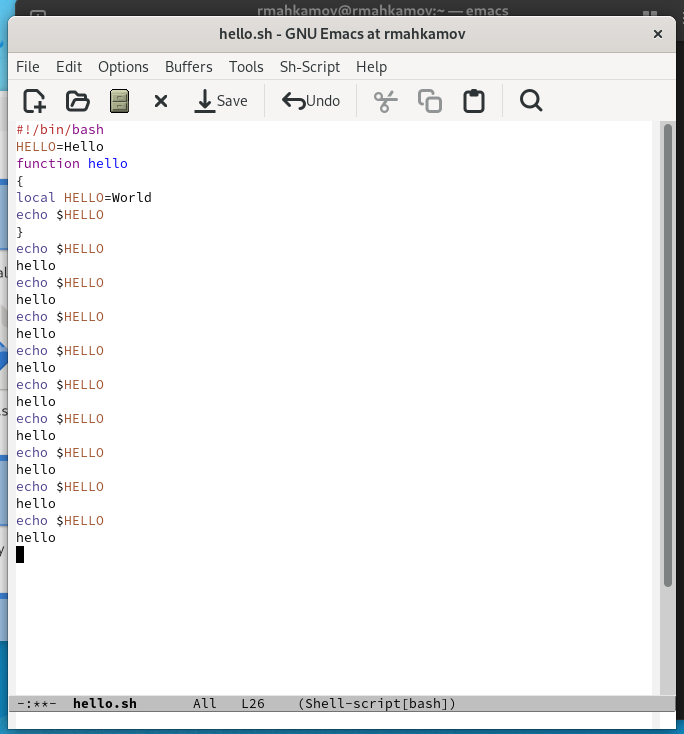 rmahkamov@rmahkamov:~ — emacs
hello.sh - GNU Emacs at rmahkamov
File Edit Options Buffers Tools Sh-Script Help
Save Undo
#!/bin/bash
HELLO=Hello
function hello
{
local HELLO=World
echo $HELLO
}
echo $HELLO
hello
echo $HELLO
hello
echo $HELLO
hello
echo $HELLO
hello
echo $HELLO
hello
echo $HELLO
hello
echo $HELLO
hello
echo $HELLO
hello
echo $HELLO
hello
-:**- hello.sh All L26 (Shell-script[bash])